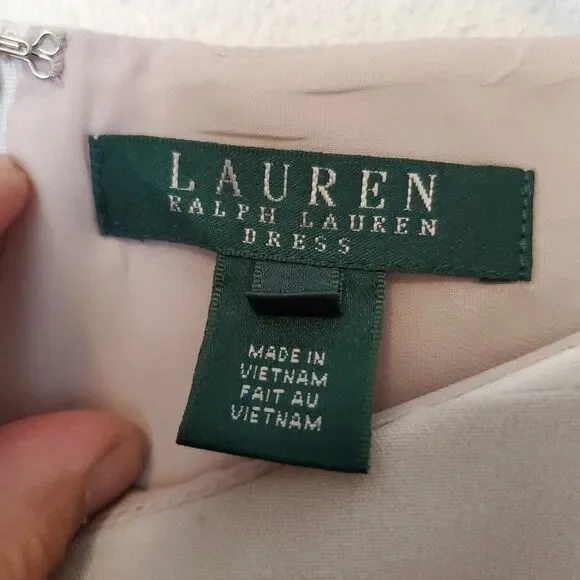 LAUREN
RALPH LAUREN
DRESS
MADE IN
VIETNAM
FAIT AU
VIETNAM